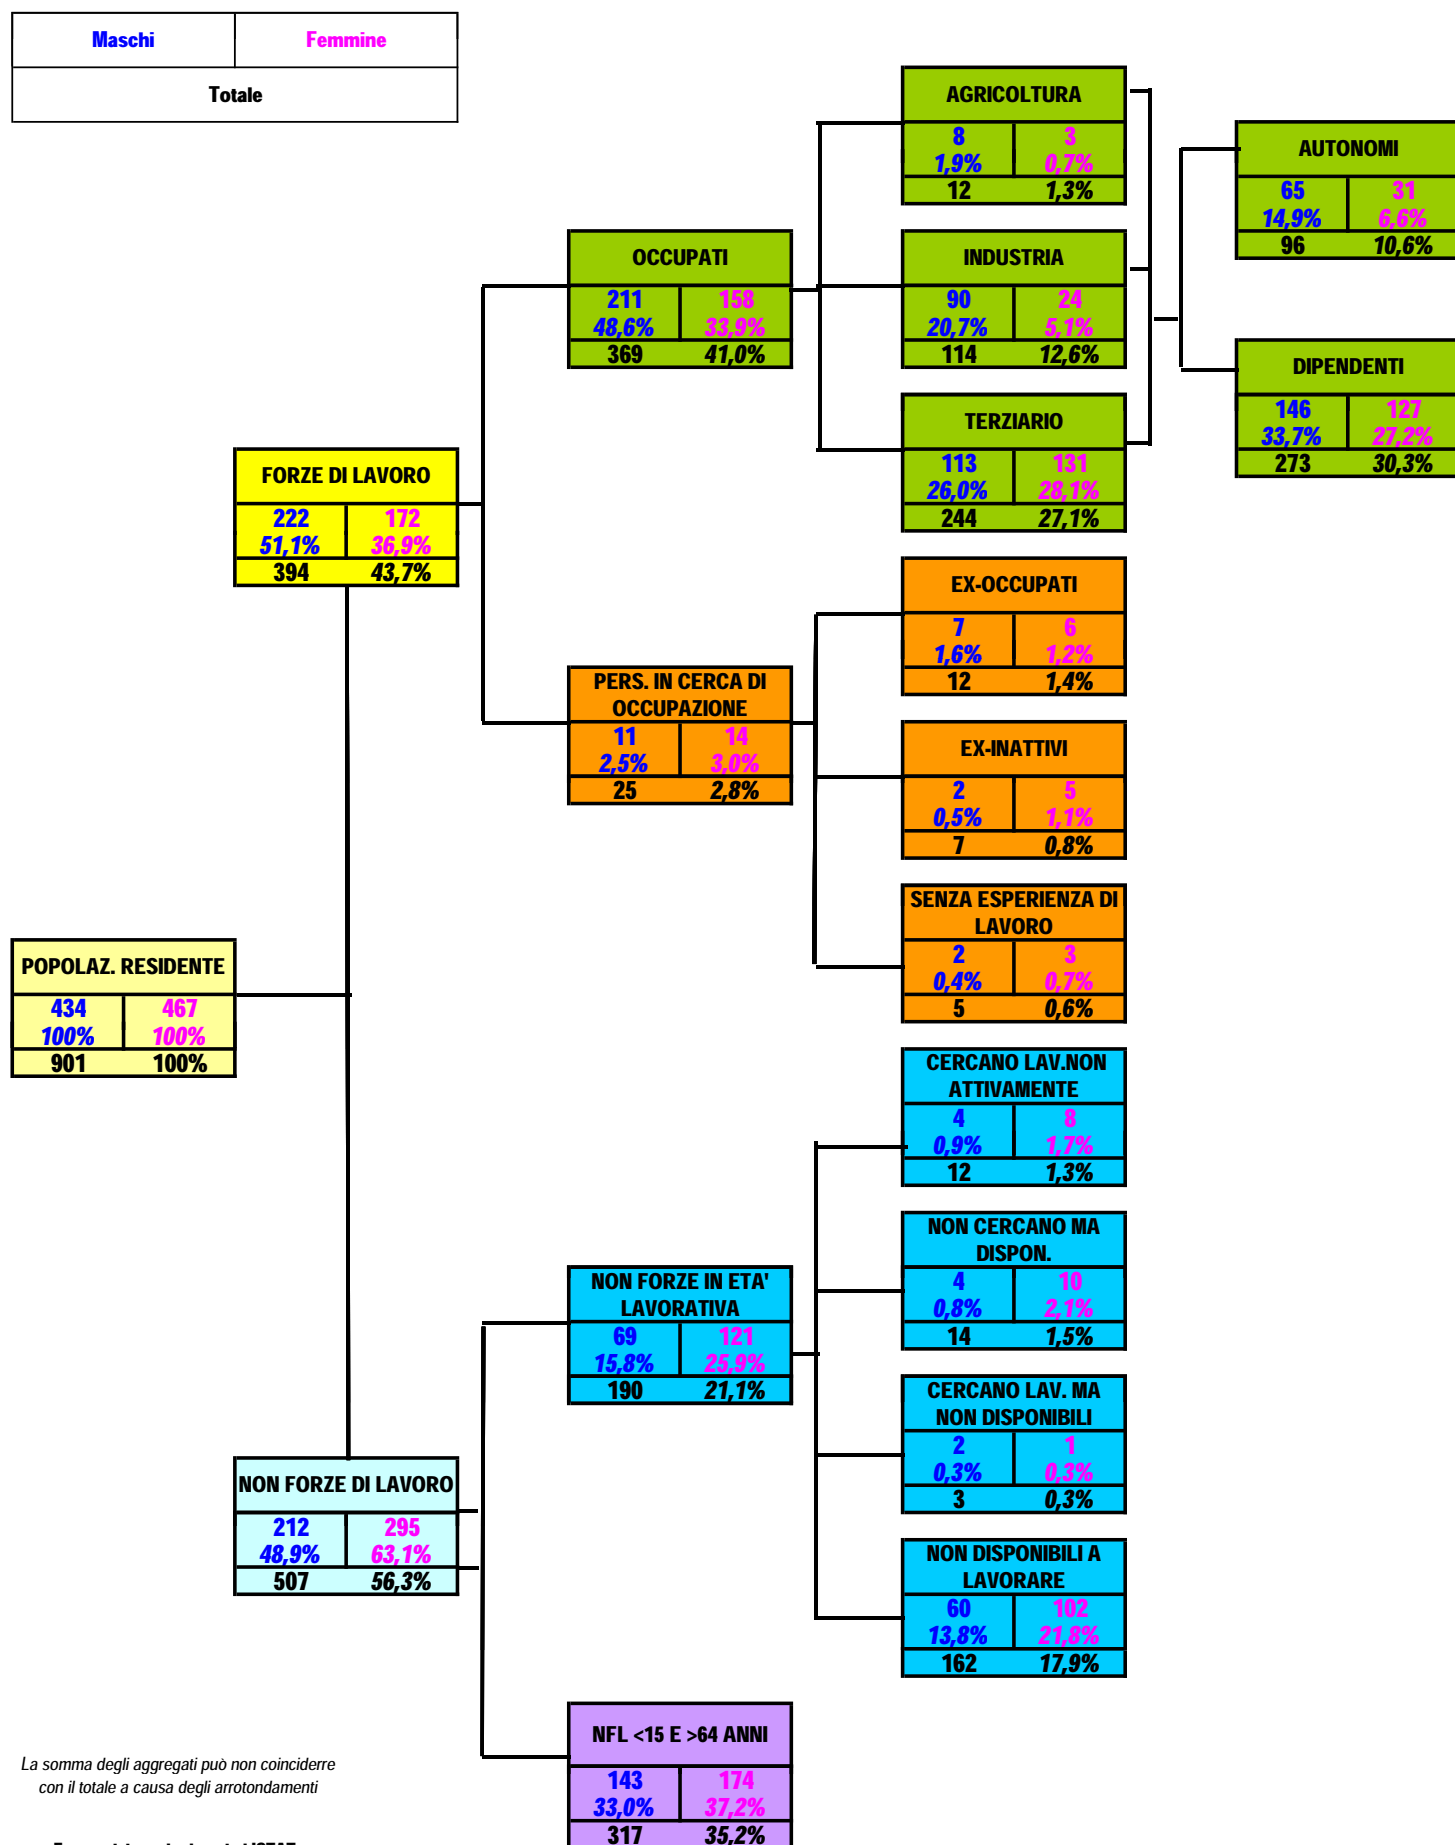 Maschi Femmine
Totale
AGRICOLTURA
8 3
1,9% 0,7%
12 1,3%
AUTONOMI
65 31
14,9% 6,6%
96 10,6%
OCCUPATI
211 158
48,6% 33,9%
369 41,0%
INDUSTRIA
90 24
20,7% 5,1%
114 12,6%
DIPENDENTI
146 127
33,7% 27,2%
273 30,3%
TERZIARIO
113 131
26,0% 28,1%
244 27,1%
FORZE DI LAVORO
222 172
51,1% 36,9%
394 43,7%
EX-OCCUPATI
7 6
1,6% 1,2%
12 1,4%
PERS. IN CERCA DI
OCCUPAZIONE
11 14
2,5% 3,0%
25 2,8%
EX-INATTIVI
2 5
0,5% 1,1%
7 0,8%
SENZA ESPERIENZA DI
LAVORO
2 3
0,4% 0,7%
5 0,6%
POPOLAZ. RESIDENTE
434 467
100% 100%
901 100%
CERCANO LAV.NON
ATTIVAMENTE
4 8
0,9% 1,7%
12 1,3%
NON CERCANO MA
DISPON.
4 10
0,8% 2,1%
14 1,5%
NON FORZE IN ETA'
LAVORATIVA
69 121
15,8% 25,9%
190 21,1%
CERCANO LAV. MA
NON DISPONIBILI
2 1
0,3% 0,3%
3 0,3%
NON FORZE DI LAVORO
212 295
48,9% 63,1%
507 56,3%
NON DISPONIBILI A
LAVORARE
60 102
13,8% 21,8%
162 17,9%
NFL <15 E >64 ANNI
143 174
33,0% 37,2%
317 35,2%
La somma degli aggregati può non coinciderre
con il totale a causa degli arrotondamenti